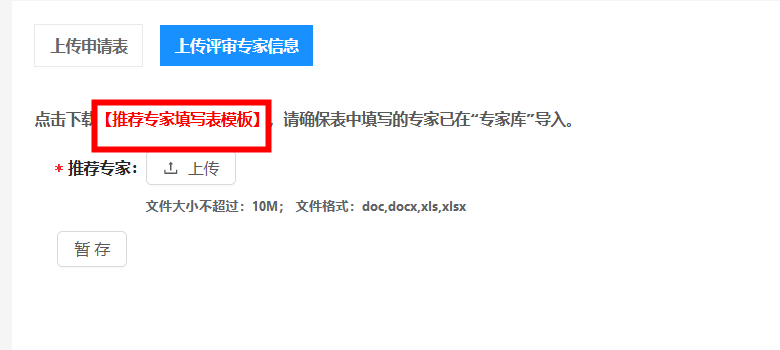 上传申请表 上传评审专家信息
点击下载【推荐专家填写表模板】，请确保表中填写的专家已在“专家库”导入。
* 推荐专家： 上传
文件大小不超过：10M； 文件格式：doc,docx,xls,xlsx
暂 存